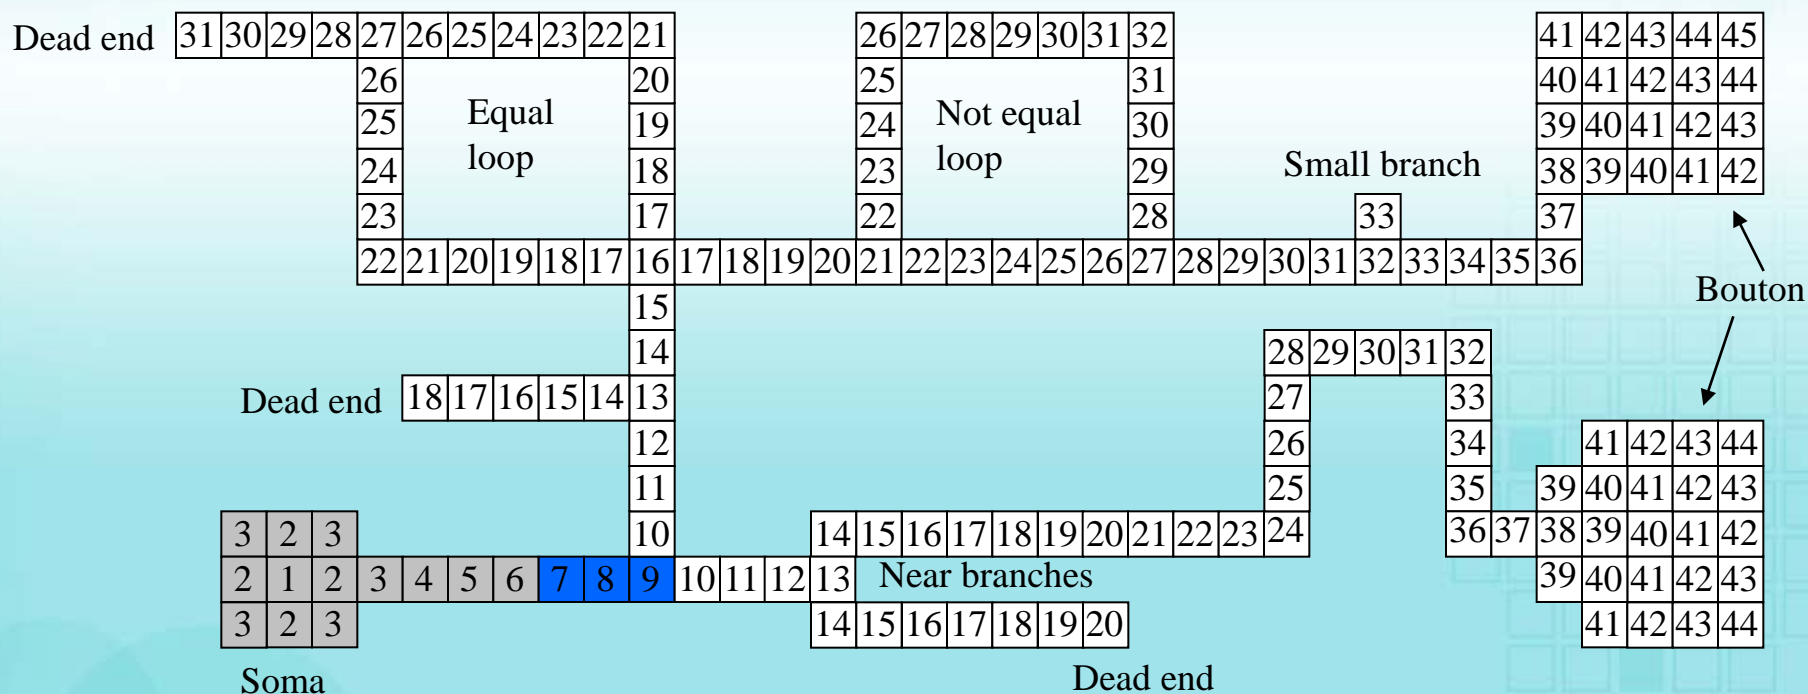 Dead end 31 30 29 28 27 26 25 24 23 22 21 26 27 28 29 30 31 32 41 42 43 44 45
26 20 25 31 40 41 42 43 44
Equal Not equal
25 19 24 30 39 40 41 42 43
loop loop Small branch
24 18 23 29 38 39 40 41 42
23 17 22 28 33 37
22 21 20 19 18 17 16 17 18 19 20 21 22 23 24 25 26 27 28 29 30 31 32 33 34 35 36
Bouton
15
14 28 29 30 31 32
Dead end 18 17 16 15 14 13 27 33
12 26 34 41 42 43 44
11 25 35 39 40 41 42 43
3 2 3 10 14 15 16 17 18 19 20 21 22 23 24 36 37 38 39 40 41 42
2 1 2 3 4 5 6 7 8 9 10 11 12 13 Near branches 39 40 41 42 43
3 2 3 14 15 16 17 18 19 20 41 42 43 44
Soma Dead end